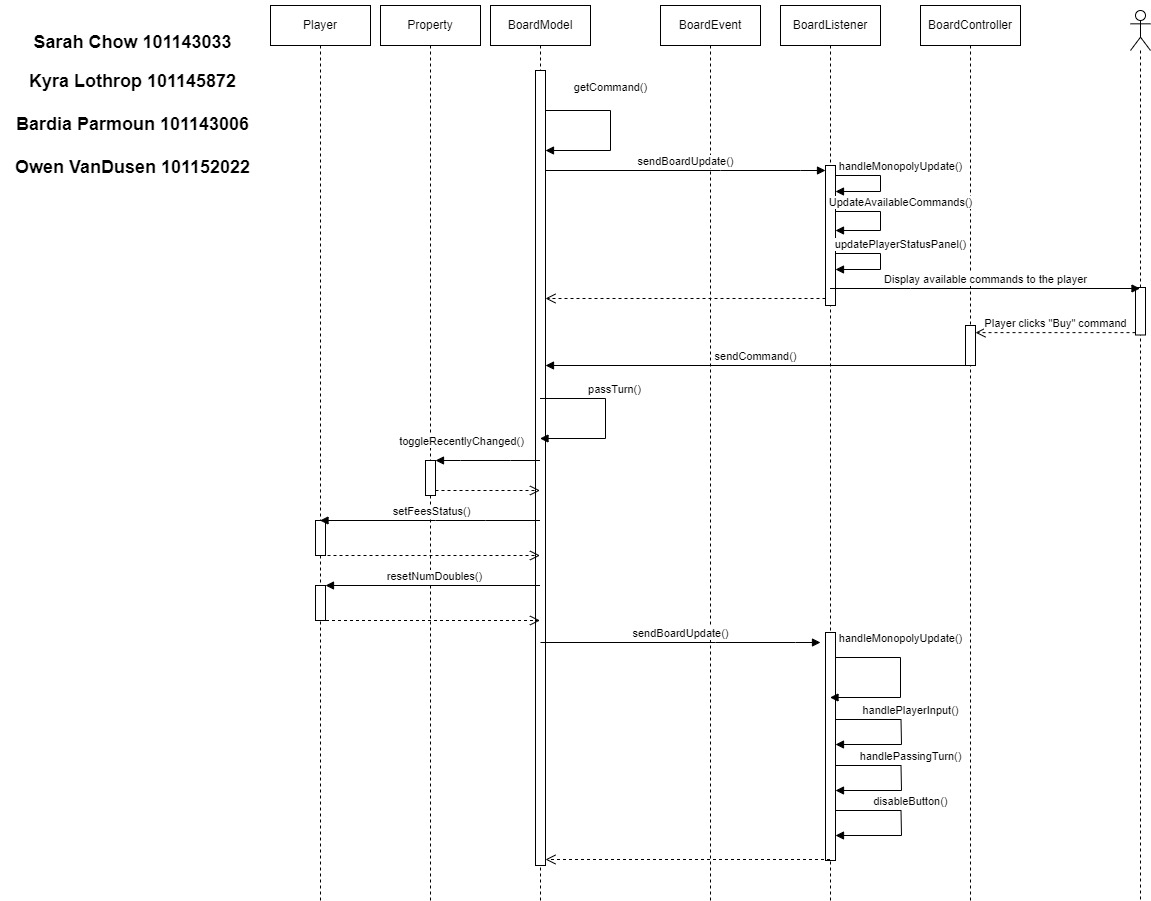 Player
Property
BoardModel
BoardEvent
BoardListener
BoardController
Sarah Chow 101143033
Kyra Lothrop 101145872
Bardia Parmoun 101143006
Owen VanDusen 101152022
getCommand()
sendBoardUpdate()
handleMonopolyUpdate()
UpdateAvailableCommands()
updatePlayerStatusPanel()
Display available commands to the player
Player clicks "Buy" command
sendCommand()
passTurn()
toggleRecentlyChanged()
setFeesStatus()
resetNumDoubles()
sendBoardUpdate()
handleMonopolyUpdate()
handlePlayerInput()
handlePassingTurn()
disableButton()